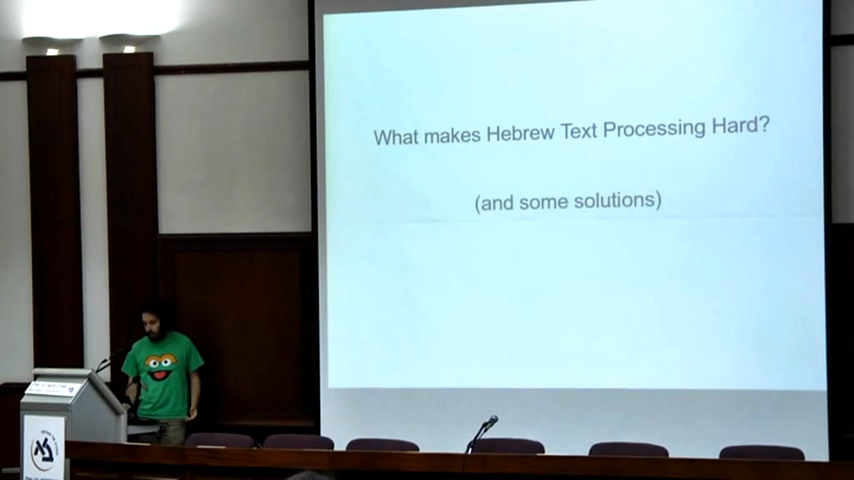 What makes Hebrew Text Processing Hard?
(and some solutions)